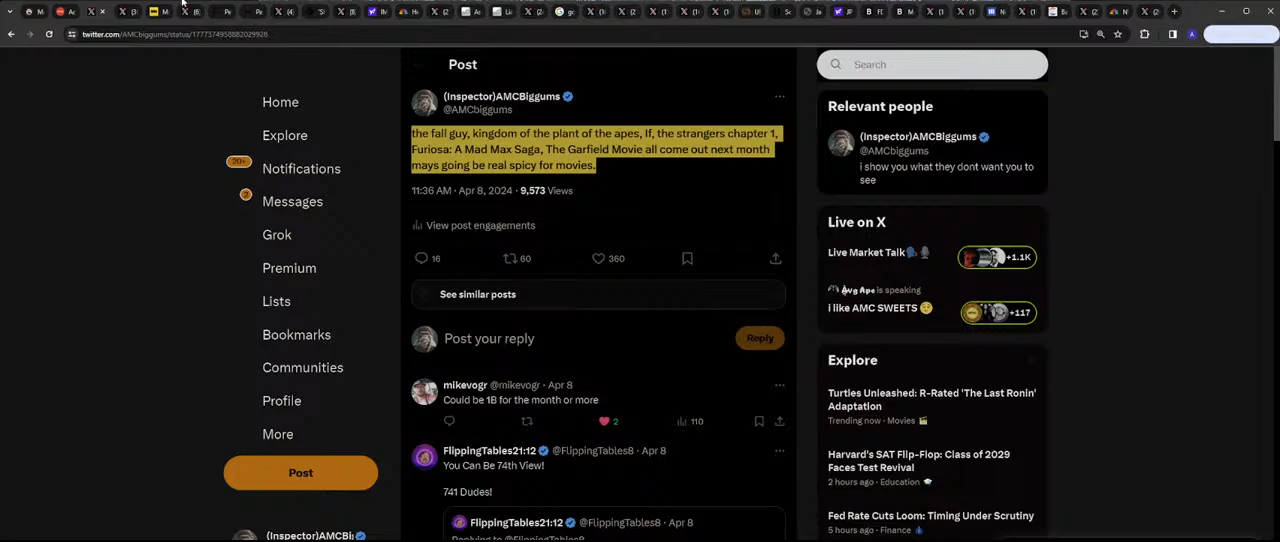 twitter.com/AMCbiggums/status/1777374958882029928
Home
Explore
20+
Notifications
2
Messages
Grok
Premium
Lists
Bookmarks
Communities
Profile
More
Post
(Inspector)AMCBi
Post
(Inspector)AMCBiggums
@AMCbiggums
the fall guy, kingdom of the plant of the apes, If, the strangers chapter 1,
Furiosa: A Mad Max Saga, The Garfield Movie all come out next month
mays going be real spicy for movies.
11:36 AM · Apr 8, 2024 · 9,573 Views
View post engagements
16 60 360
See similar posts
Post your reply
Reply
mikevogr @mikevogr · Apr 8
Could be 1B for the month or more
2 110
FlippingTables21:12 @FlippingTables8 · Apr 8
You Can Be 74th View!
741 Dudes!
FlippingTables21:12 @FlippingTables8 · Apr 8
Replying to @FlippingTables8
Search
Relevant people
(Inspector)AMCBiggums
@AMCbiggums
i show you what they dont want you to
see
Live on X
Live Market Talk
+1.1K
Avg Ape is speaking
i like AMC SWEETS
+117
Explore
Turtles Unleashed: R-Rated 'The Last Ronin'
Adaptation
Trending now · Movies
Harvard's SAT Flip-Flop: Class of 2029
Faces Test Revival
2 hours ago · Education
Fed Rate Cuts Loom: Timing Under Scrutiny
5 hours ago · Finance